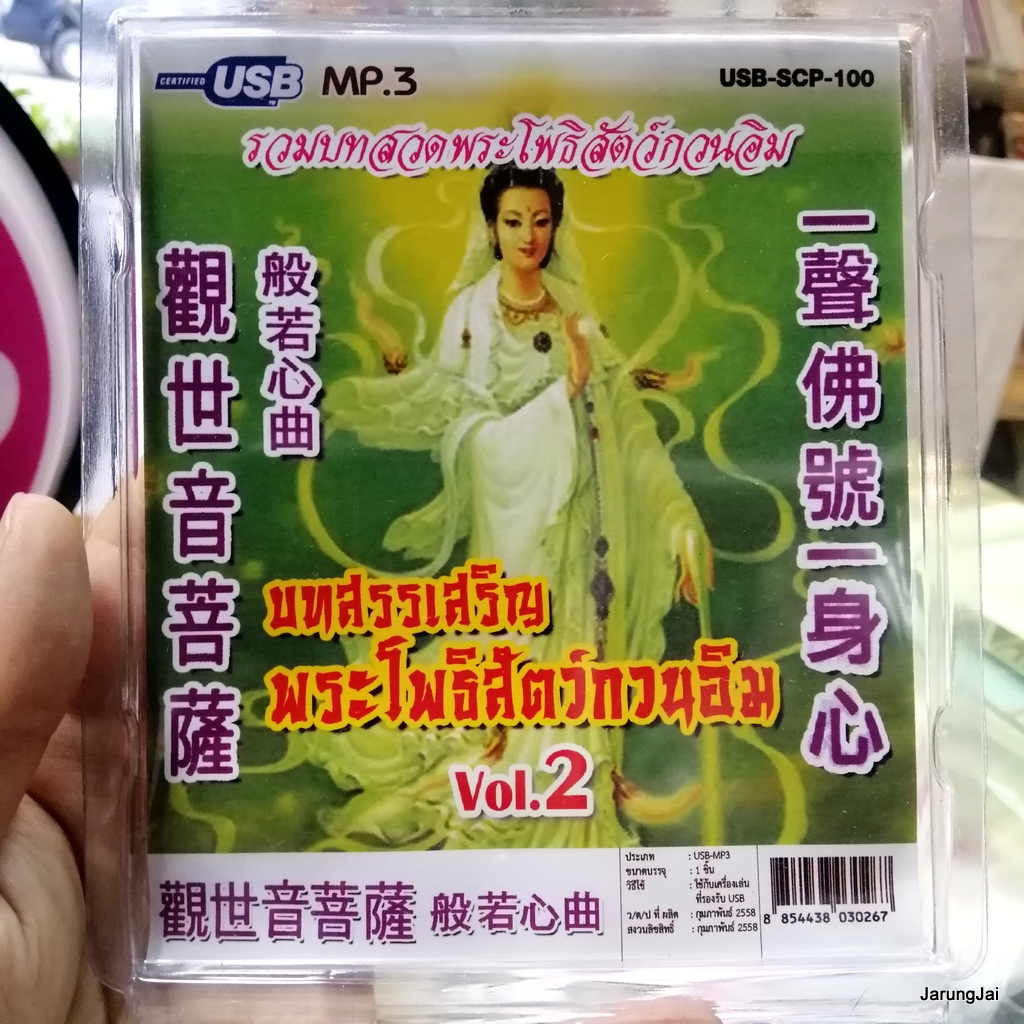 CERTIFIED USB MP.3
USB-SCP-100
รวมบทสวดพระโพธิสัตว์กวนอิม
觀世音菩薩
般若心曲
一聲佛號一身心
บทสรรเสริญ
พระโพธิสัตว์กวนอิม
Vol.2
觀世音菩薩 般若心曲
ประเภท : USB-MP3
ขนาดบรรจุ : 1 ชิ้น
วิธีใช้ : ใช้กับเครื่องเล่น
ที่รองรับ USB
ว/ด/ป ที่ ผลิต : กุมภาพันธ์ 2558
สงวนลิขสิทธิ์ : กุมภาพันธ์ 2558
8 854438 030267
JarungJai